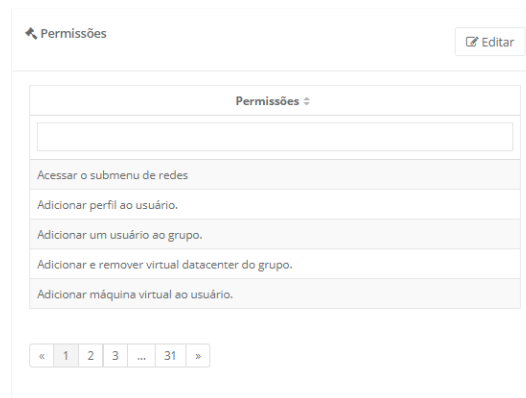 Permissões
Editar
Permissões
Acessar o submenu de redes
Adicionar perfil ao usuário.
Adicionar um usuário ao grupo.
Adicionar e remover virtual datacenter do grupo.
Adicionar máquina virtual ao usuário.
« 1 2 3 ... 31 »